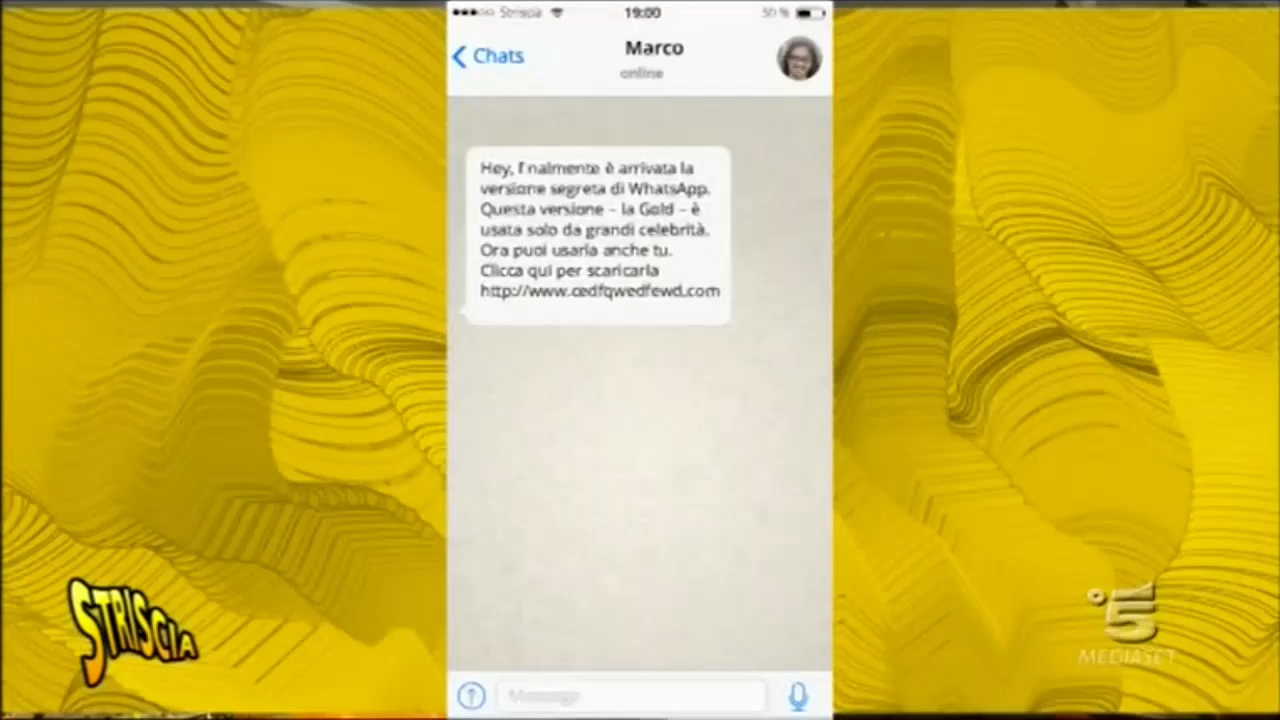 Striscia
19:00
50 %
Chats
Marco
online
Hey, finalmente è arrivata la
versione segreta di WhatsApp.
Questa versione – la Gold – è
usata solo da grandi celebrità.
Ora puoi usarla anche tu.
Clicca qui per scaricarla
http://www.cedfqwedfewd.com
Message
STRISCIA
5
MEDIASET